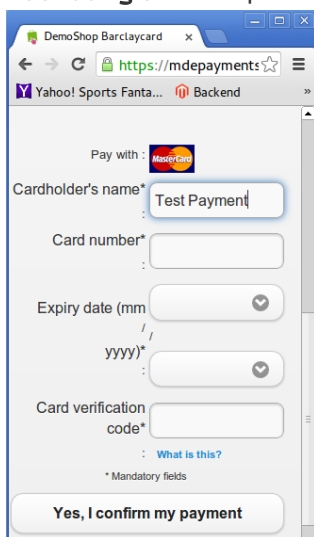 DemoShop Barclaycard
https://mdepayments
Yahoo! Sports Fanta... Backend »
Pay with : MasterCard
Cardholder's name*
:
Test Payment
Card number*
:
Expiry date (mm
/
/
yyyy)*
:
Card verification
code*
: What is this?
* Mandatory fields
Yes, I confirm my payment